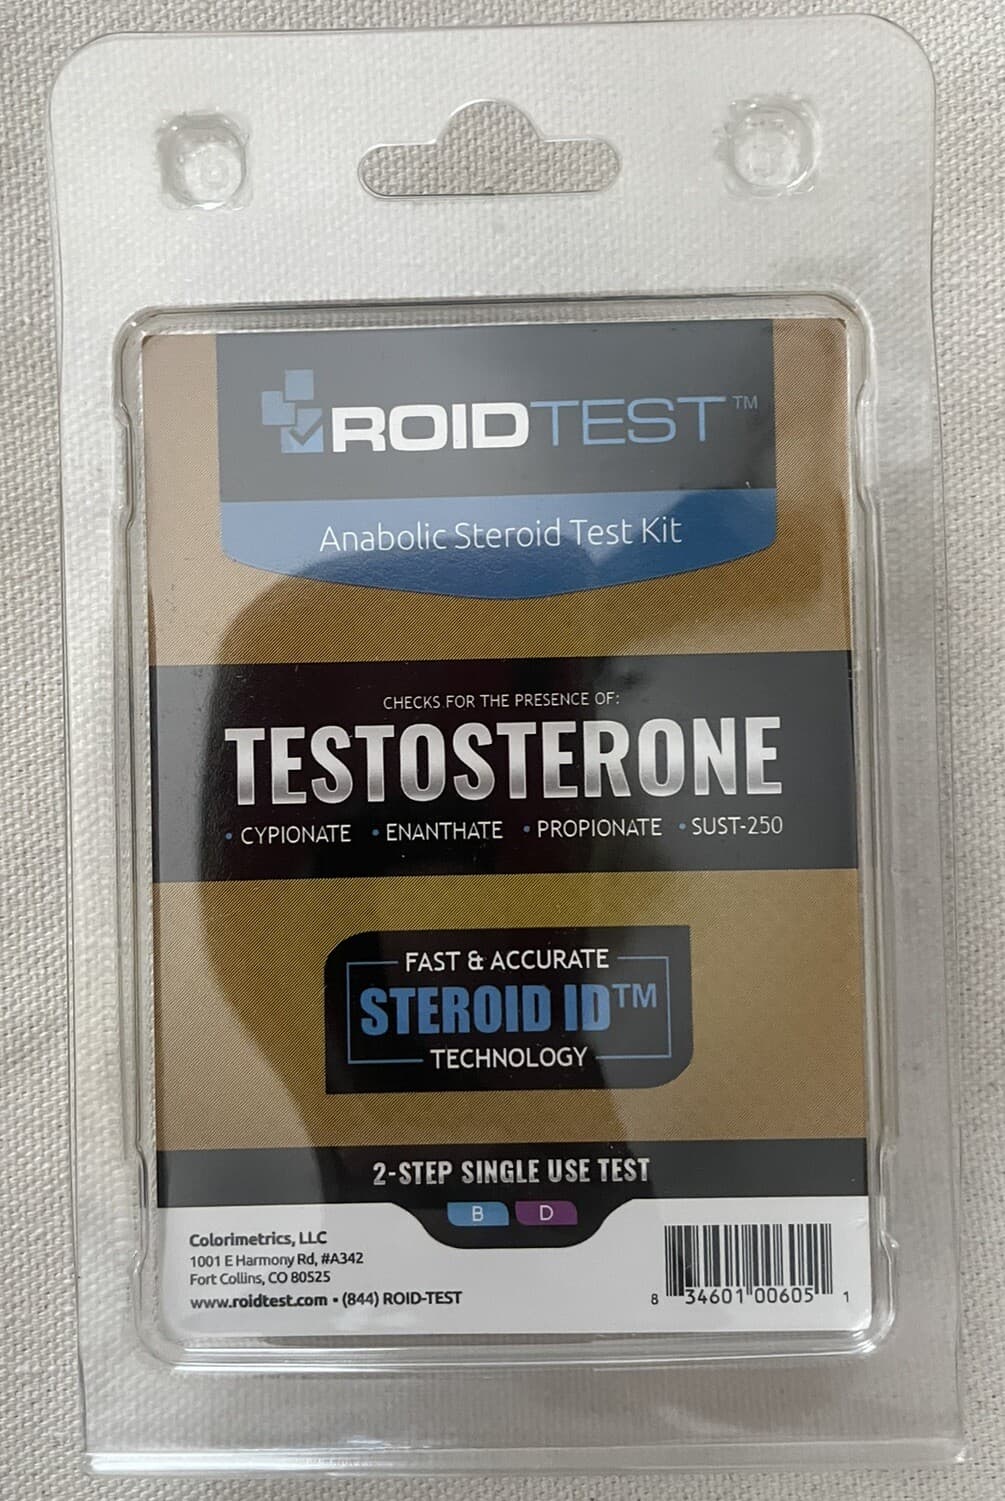 ROIDTEST™
Anabolic Steroid Test Kit
CHECKS FOR THE PRESENCE OF:
TESTOSTERONE
• CYPIONATE • ENANTHATE • PROPIONATE • SUST-250
FAST & ACCURATE
STEROID ID™
TECHNOLOGY
2-STEP SINGLE USE TEST
B D
Colorimetrics, LLC
1001 E Harmony Rd, #A342
Fort Collins, CO 80525
www.roidtest.com • (844) ROID-TEST
8 34601 00605 1